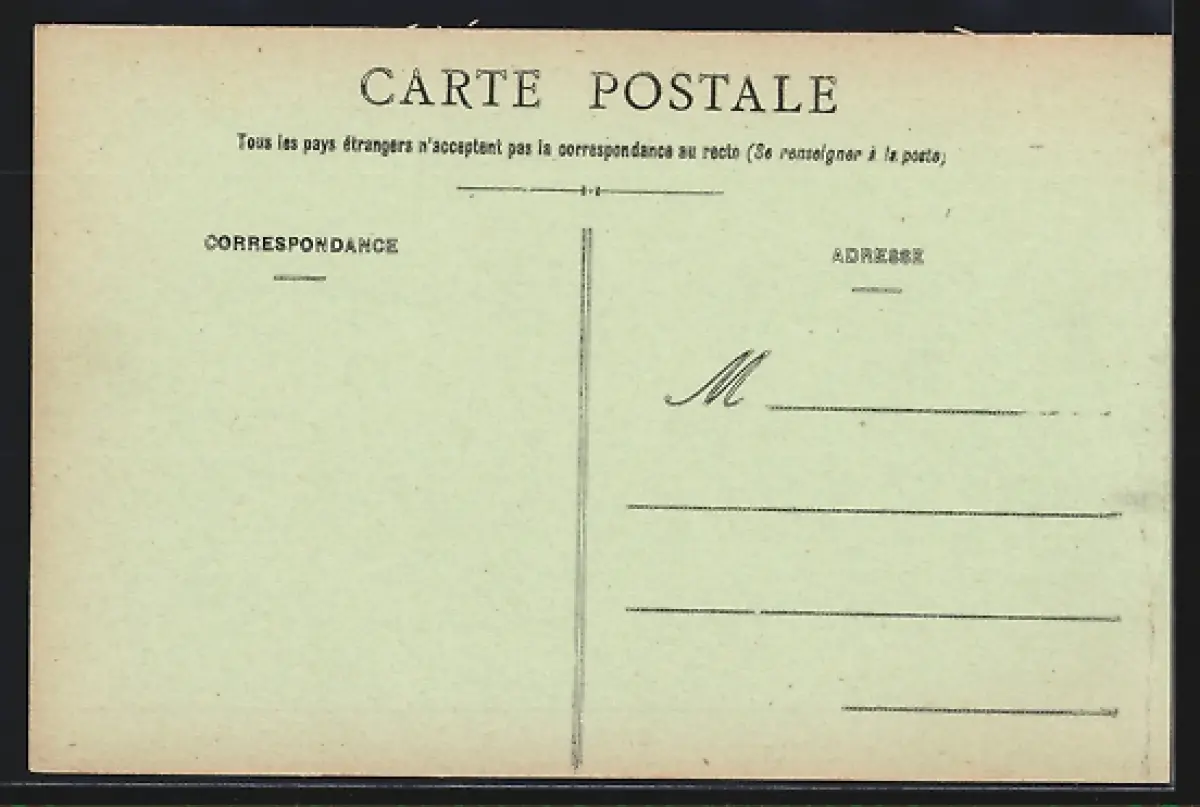 CARTE POSTALE
Tous les pays étrangers n'acceptent pas la correspondance au recto (Se renseigner à la poste)
CORRESPONDANCE
ADRESSE
M